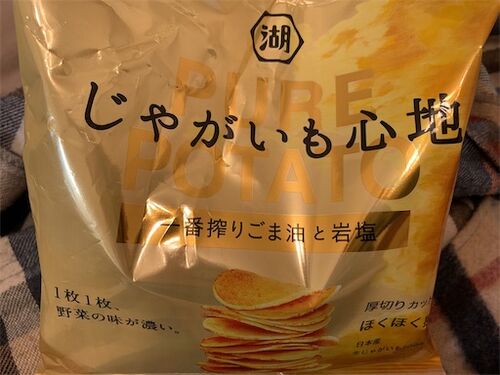 湖
PURE
POTATO
じゃがいも心地
一番搾りごま油と岩塩
1枚1枚、
野菜の味が濃い。
厚切りカット
ほくほく
日本産